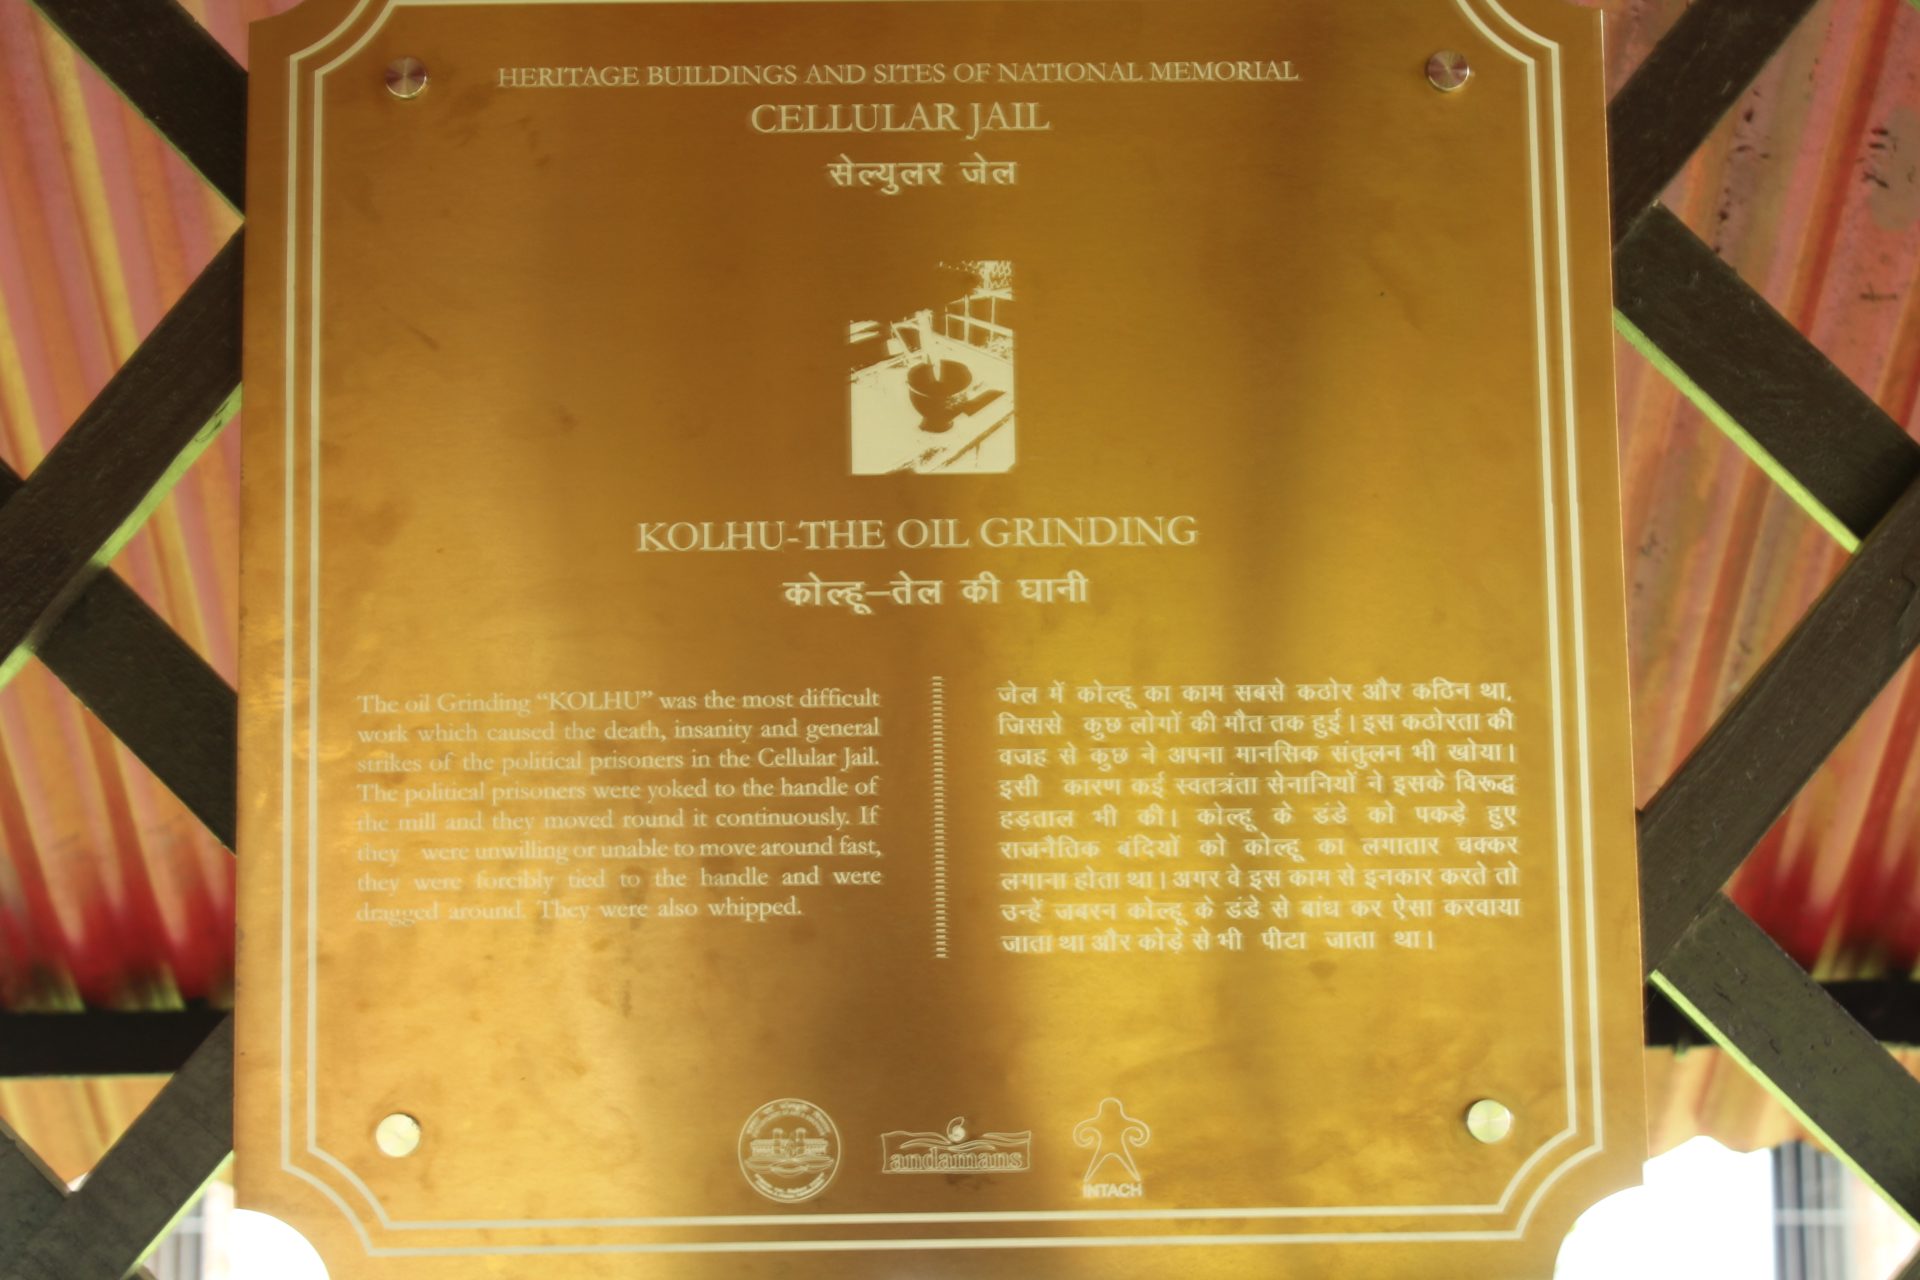 HERITAGE BUILDINGS AND SITES OF NATIONAL MEMORIAL
CELLULAR JAIL
सेल्युलर जेल
KOLHU-THE OIL GRINDING
कोल्हू–तेल की घानी
The oil Grinding “KOLHU” was the most difficult
work which caused the death, insanity and general
strikes of the political prisoners in the Cellular Jail.
The political prisoners were yoked to the handle of
the mill and they moved round it continuously. If
they were unwilling or unable to move around fast,
they were forcibly tied to the handle and were
dragged around. They were also whipped.
जेल में कोल्हू का काम सबसे कठोर और कठिन था,
जिससे कुछ लोगों की मौत तक हुई। इस कठोरता की
वजह से कुछ ने अपना मानसिक संतुलन भी खोया।
इसी कारण कई स्वतत्रंता सेनानियों ने इसके विरूद्ध
हड़ताल भी की। कोल्हू के डंडे को पकड़े हुए
राजनैतिक बंदियों को कोल्हू का लगातार चक्कर
लगाना होता था। अगर वे इस काम से इनकार करते तो
उन्हें जबरन कोल्हू के डंडे से बांध कर ऐसा करवाया
जाता था और कोड़े से भी पीटा जाता था।
andamans
INTACH